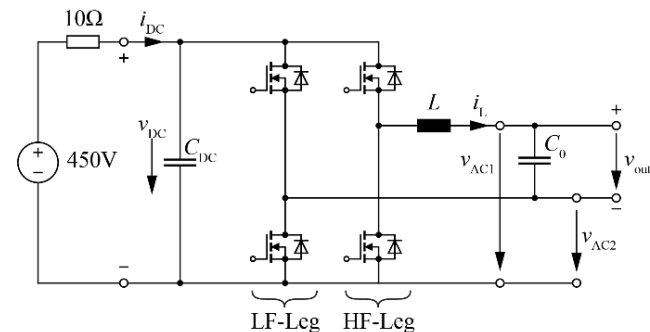 10Ω
i_DC
+
v_DC
C_DC
+
−
450V
L
i_L
v_AC1
C_0
+
v_out
−
v_AC2
−
LF-Leg
HF-Leg